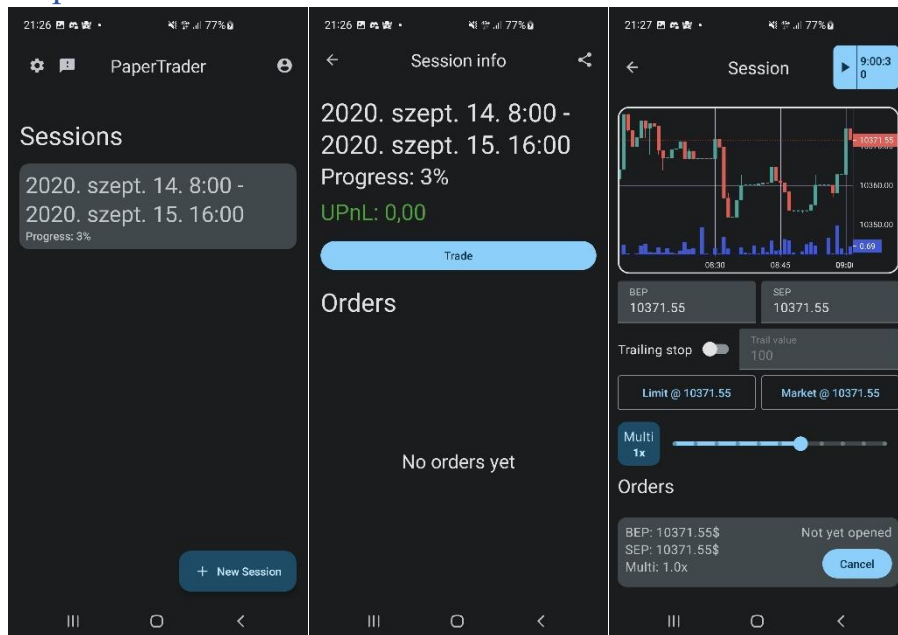 21:26
77%
PaperTrader
Sessions
2020. szept. 14. 8:00 -
2020. szept. 15. 16:00
Progress: 3%
+ New Session
21:26
77%
Session info
2020. szept. 14. 8:00 -
2020. szept. 15. 16:00
Progress: 3%
UPnL: 0,00
Trade
Orders
No orders yet
21:27
77%
Session
9:00:3
0
10371.55
10360.00
10350.00
0.69
08:30 08:45 09:0
BEP
10371.55
SEP
10371.55
Trailing stop
Trail value
100
Limit @ 10371.55
Market @ 10371.55
Multi
1x
Orders
BEP: 10371.55$
Not yet opened
SEP: 10371.55$
Multi: 1.0x
Cancel